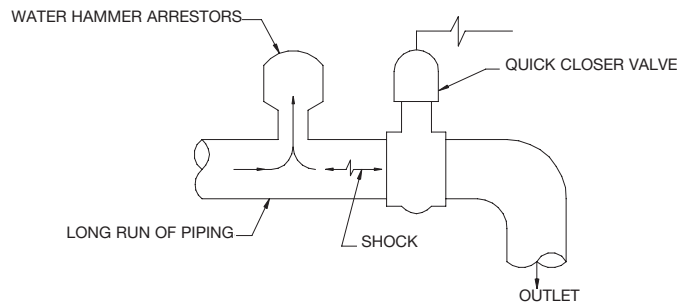 WATER HAMMER ARRESTORS
QUICK CLOSER VALVE
LONG RUN OF PIPING
SHOCK
OUTLET